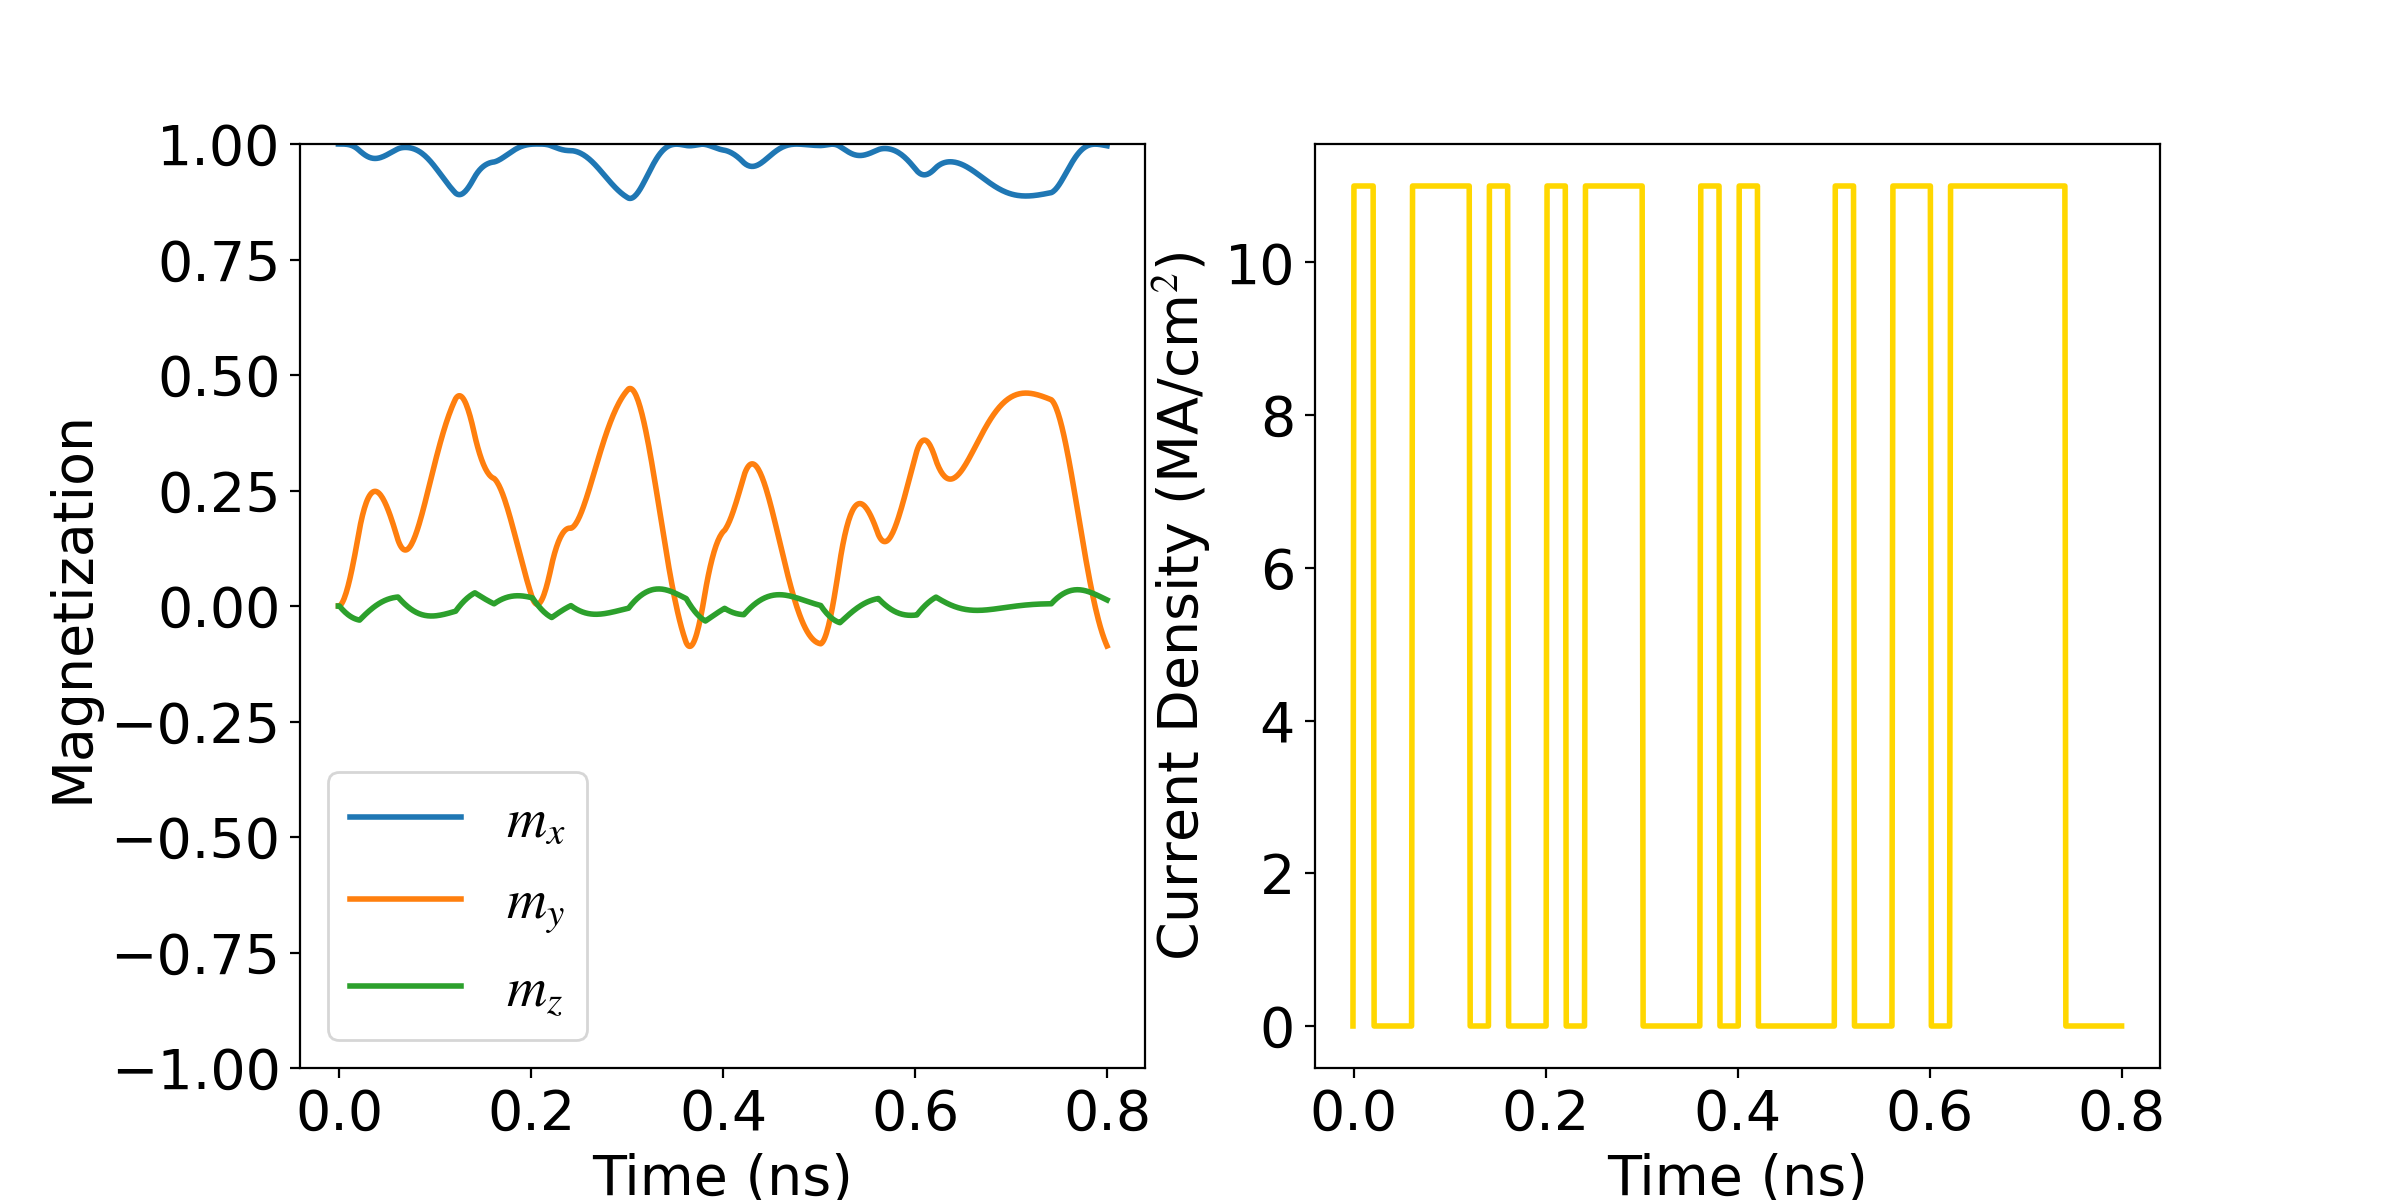 Magnetization
1.00
0.75
0.50
0.25
0.00
−0.25
−0.50
−0.75
−1.00
m_x
m_y
m_z
0.0 0.2 0.4 0.6 0.8
Time (ns)
Current Density (MA/cm²)
10
8
6
4
2
0
0.0 0.2 0.4 0.6 0.8
Time (ns)